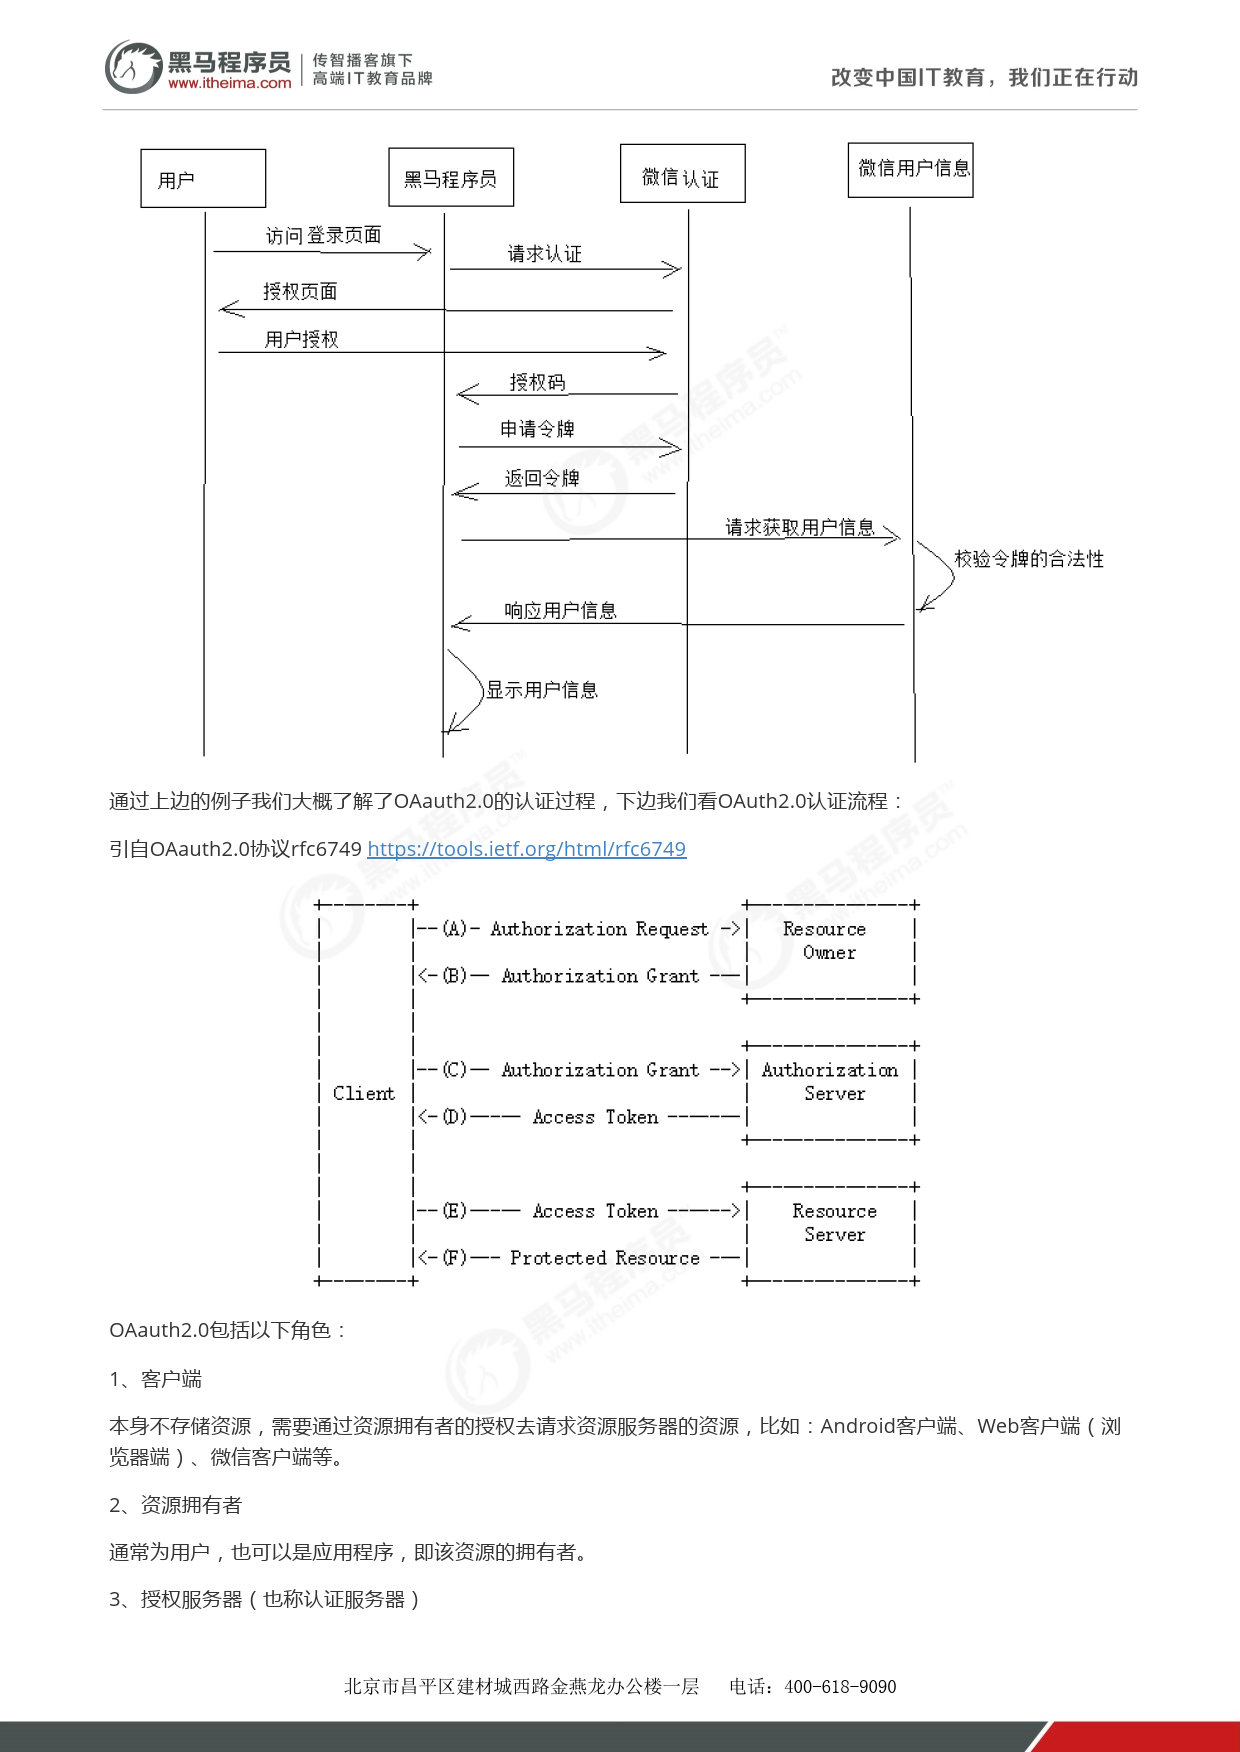 黑马程序员
www.itheima.com
传智播客旗下
高端IT教育品牌
改变中国IT教育，我们正在行动
用户
黑马程序员
微信认证
微信用户信息
访问登录页面
请求认证
授权页面
用户授权
授权码
申请令牌
返回令牌
请求获取用户信息
校验令牌的合法性
响应用户信息
显示用户信息
通过上边的例子我们大概了解了OAauth2.0的认证过程，下边我们看OAuth2.0认证流程：
引自OAauth2.0协议rfc6749 https://tools.ietf.org/html/rfc6749
--(A)- Authorization Request ->
Resource
Owner
<-(B)-- Authorization Grant ---
--(C)-- Authorization Grant -->
Authorization
Client
Server
<-(D)----- Access Token -------
--(E)----- Access Token ------>
Resource
Server
<-(F)--- Protected Resource ---
OAauth2.0包括以下角色：
1、客户端
本身不存储资源，需要通过资源拥有者的授权去请求资源服务器的资源，比如：Android客户端、Web客户端（浏
览器端）、微信客户端等。
2、资源拥有者
通常为用户，也可以是应用程序，即该资源的拥有者。
3、授权服务器（也称认证服务器）
北京市昌平区建材城西路金燕龙办公楼一层 电话：400-618-9090